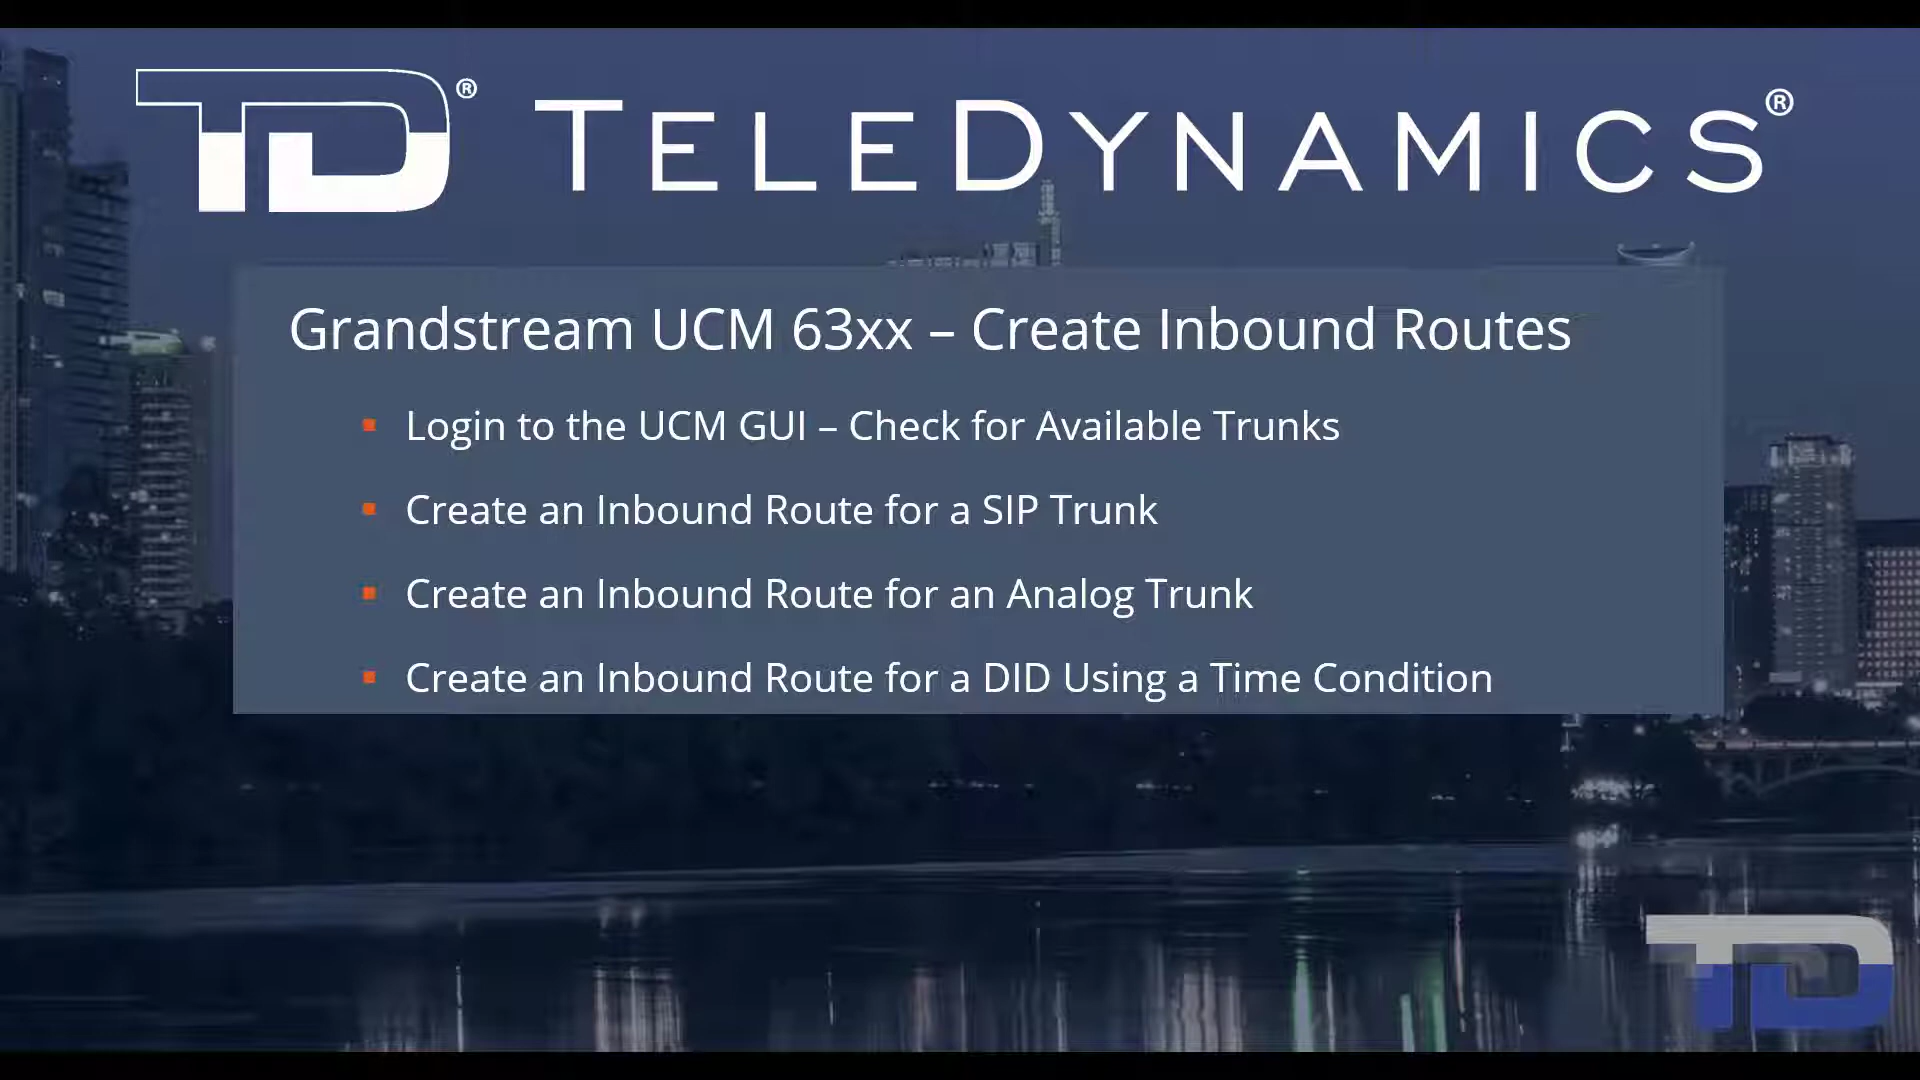 TD® TELEDYNAMICS®
Grandstream UCM 63xx – Create Inbound Routes
▪ Login to the UCM GUI – Check for Available Trunks
▪ Create an Inbound Route for a SIP Trunk
▪ Create an Inbound Route for an Analog Trunk
▪ Create an Inbound Route for a DID Using a Time Condition
TD